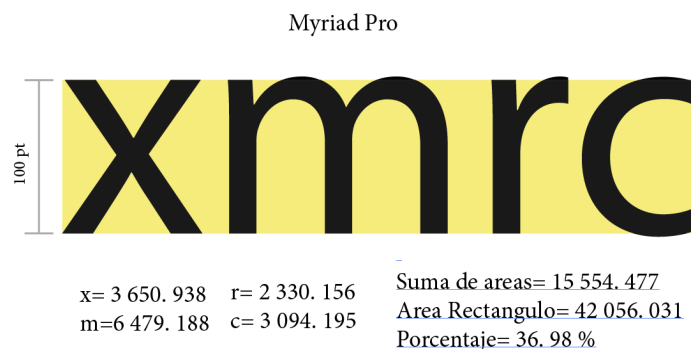 Myriad Pro
xmrc
100 pt
x= 3 650. 938
m=6 479. 188
r= 2 330. 156
c= 3 094. 195
Suma de areas= 15 554. 477
Area Rectangulo= 42 056. 031
Porcentaje= 36. 98 %